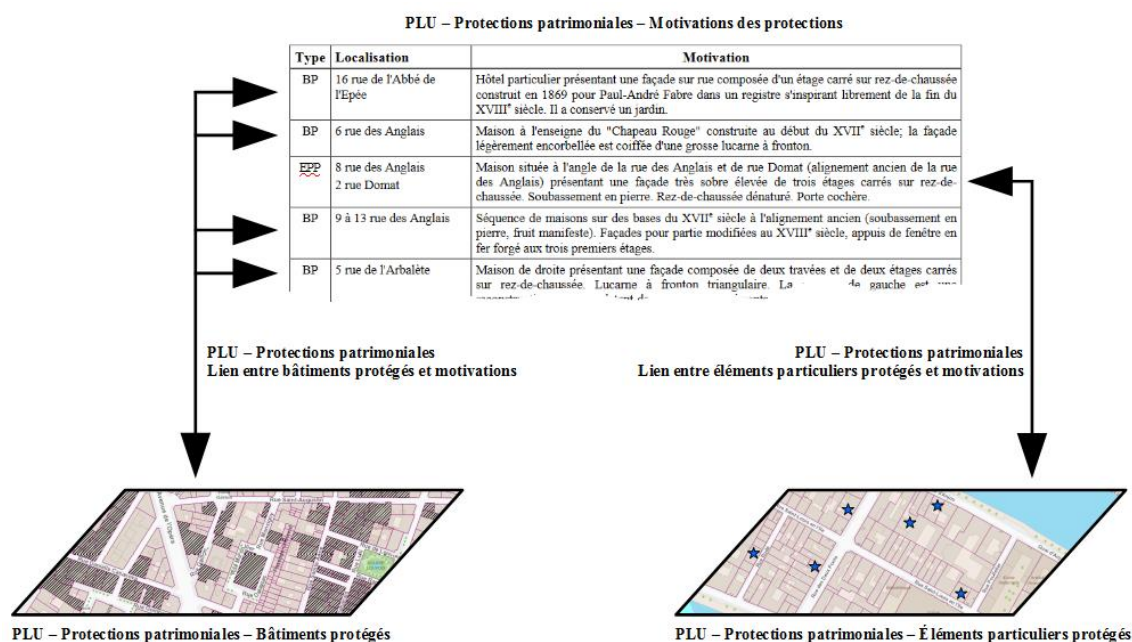 PLU – Protections patrimoniales – Motivations des protections
Type Localisation Motivation
BP 16 rue de l'Abbé de l'Epée
Hôtel particulier présentant une façade sur rue composée d'un étage carré sur rez-de-chaussée
construit en 1869 pour Paul-André Fabre dans un registre s'inspirant librement de la fin du
XVIIIe siècle. Il a conservé un jardin.
BP 6 rue des Anglais
Maison à l'enseigne du "Chapeau Rouge" construite au début du XVIIe siècle; la façade
légèrement encorbellée est coiffée d'une grosse lucarne à fronton.
EPP 8 rue des Anglais
2 rue Domat
Maison située à l'angle de la rue des Anglais et de rue Domat (alignement ancien de la rue
des Anglais) présentant une façade très sobre élevée de trois étages carrés sur rez-de-
chaussée. Soubassement en pierre. Rez-de-chaussée dénaturé. Porte cochère.
BP 9 à 13 rue des Anglais
Séquence de maisons sur des bases du XVIIe siècle à l'alignement ancien (soubassement en
pierre, fruit manifeste). Façades pour partie modifiées au XVIIIe siècle, appuis de fenêtre en
fer forgé aux trois premiers étages.
BP 5 rue de l'Arbalète
Maison de droite présentant une façade composée de deux travées et de deux étages carrés
sur rez-de-chaussée. Lucarne à fronton triangulaire. La de gauche est une
PLU – Protections patrimoniales
Lien entre bâtiments protégés et motivations
PLU – Protections patrimoniales
Lien entre éléments particuliers protégés et motivations
Avenue de l'Opéra
Rue Saint-Augustin
PLU – Protections patrimoniales – Bâtiments protégés
PLU – Protections patrimoniales – Éléments particuliers protégés